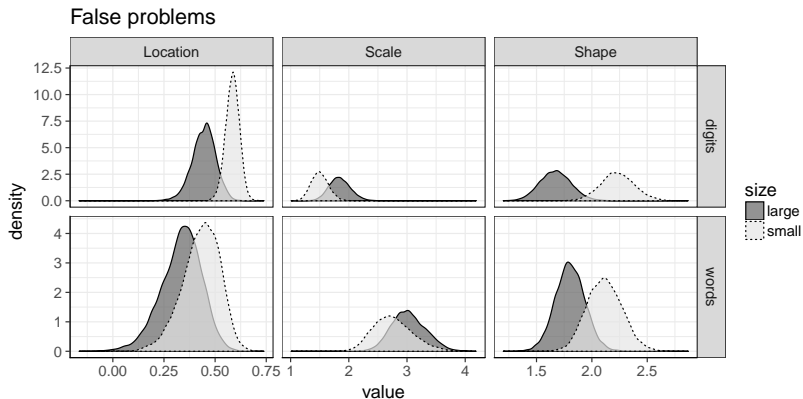 False problems
Location Scale Shape
12.5
10.0
7.5
5.0
2.5
0.0
digits
density
4
3
2
1
0
words
0.00 0.25 0.50 0.75 1 2 3 4 1.5 2.0 2.5
value
size
large
small